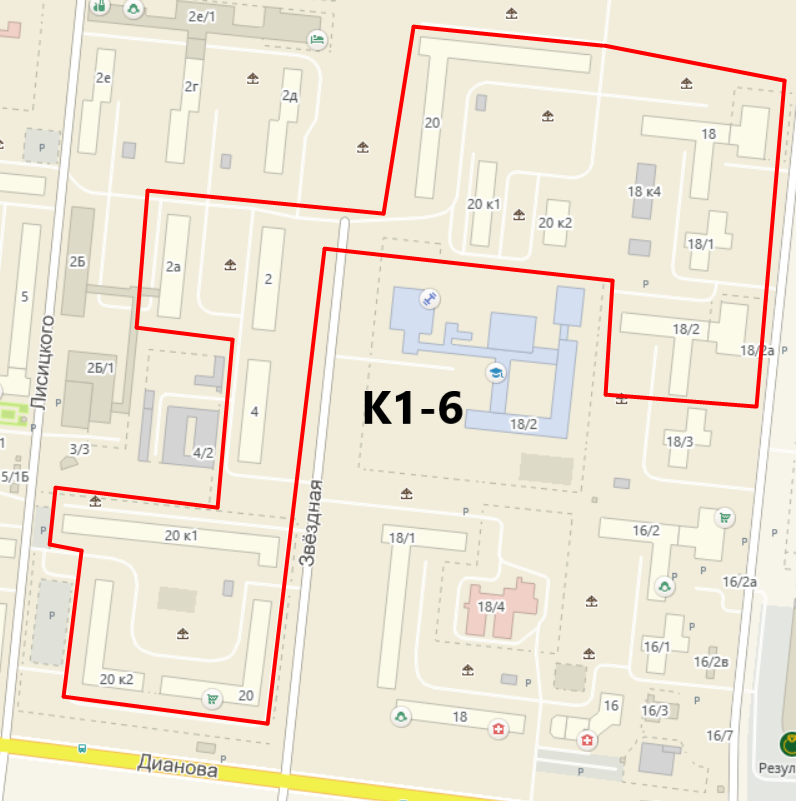 2е/1
2е
2г
2д
20
18
Р
18 к4
20 к1
20 к2
18/1
2Б
2а
2
5
Р
Лисицкого
2Б/1
18/2
18/2а
Р
Р
К1-6
4
18/2
18/3
1
3/3
4/2
Р
5/1Б
Звёздная
Р
Р
20 к1
18/1
16/2
Р
Р
Р
16/2а
Р
18/4
Р
16/1
16/2в
20 к2
20
Р
18
16
16/3
Р
16/7
Дианова
Р
Р
Резул